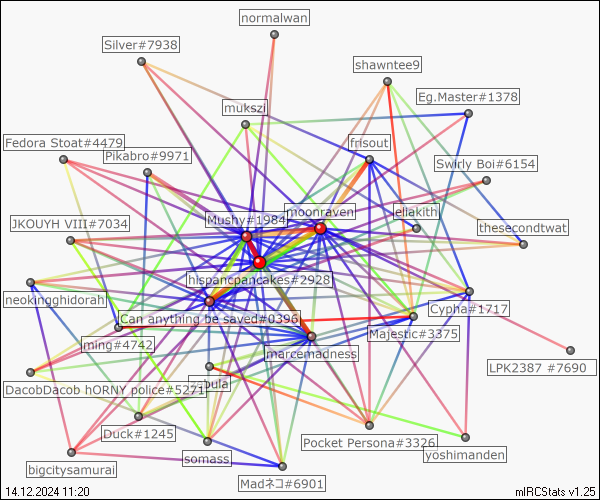 normalwan
Silver#7938
shawntee9
Eg.Master#1378
mukszi
Fedora Stoat#4479
frisout
Pikabro#9971
Swirly Boi#6154
moonraven
ellakith
Mushy#1984
JKOUYH VIII#7034
thesecondtwat
hispancpancakes#2928
neokingghidorah
Cypha#1717
Can anything be saved#0396
Majestic#3375
ming#4742
marcemadness
LPK2387 #7690
DacobDacob hORNY police#5271
Duck#1245
Pocket Persona#3326
yoshimanden
somass
bigcitysamurai
Madネコ#6901
14.12.2024 11:20
mIRCStats v1.25